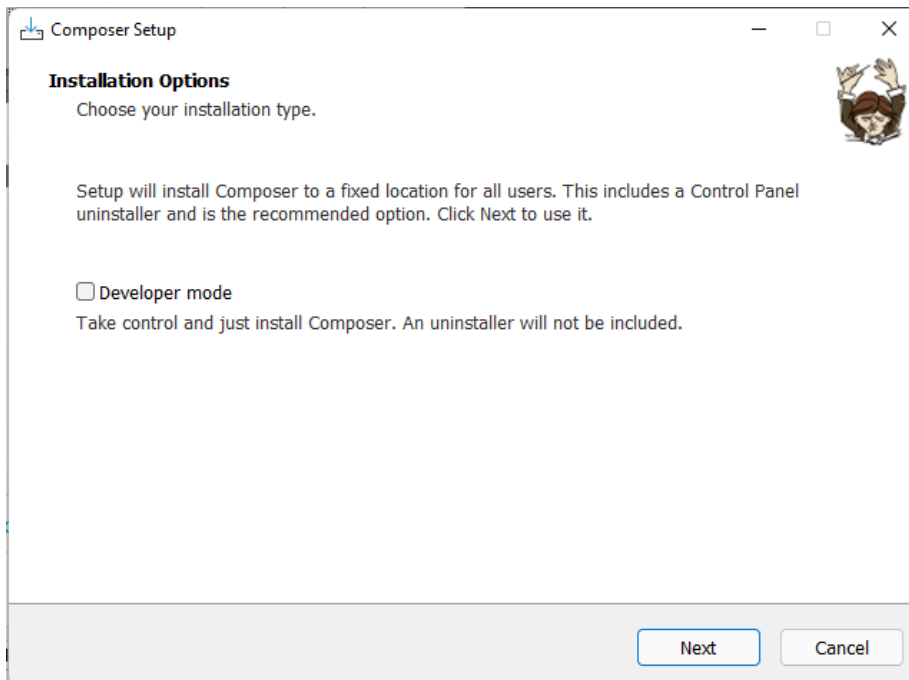 Composer Setup
Installation Options
Choose your installation type.
Setup will install Composer to a fixed location for all users. This includes a Control Panel
uninstaller and is the recommended option. Click Next to use it.
Developer mode
Take control and just install Composer. An uninstaller will not be included.
Next
Cancel